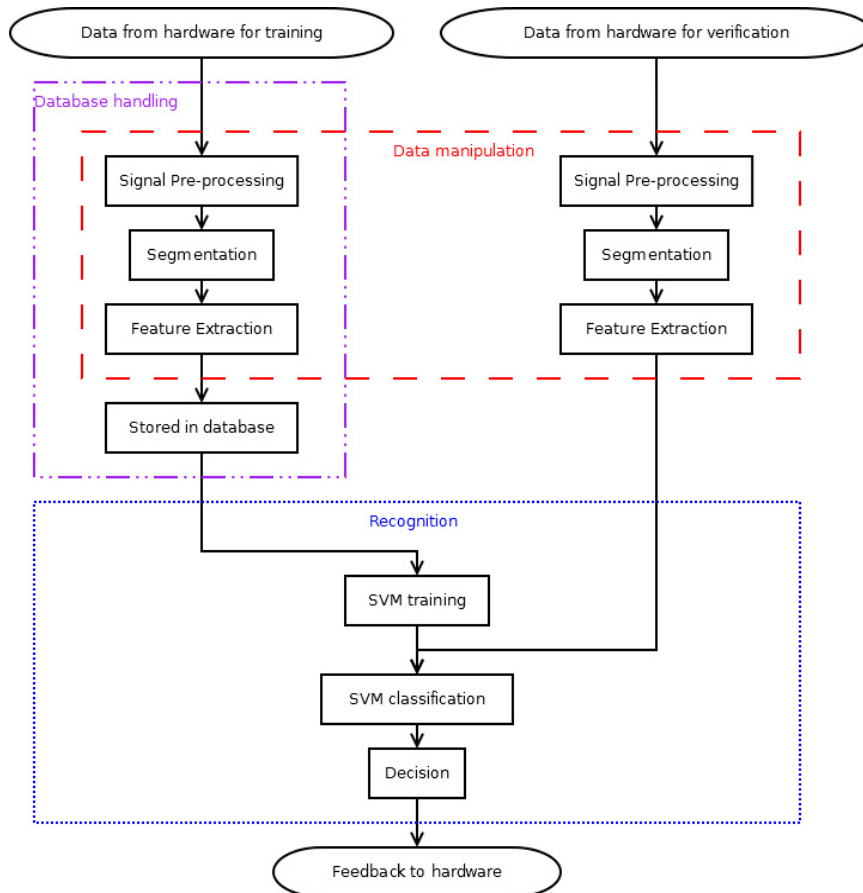 Data from hardware for training
Data from hardware for verification
Database handling
Data manipulation
Signal Pre-processing
Signal Pre-processing
Segmentation
Segmentation
Feature Extraction
Feature Extraction
Stored in database
Recognition
SVM training
SVM classification
Decision
Feedback to hardware